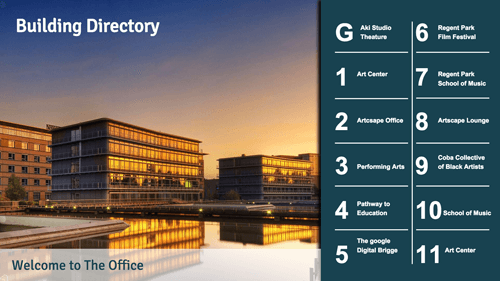 Building Directory
G Aki Studio
Theature
1 Art Center
2 Artcsape Office
3 Performing Arts
4 Pathway to
Education
5 The google
Digital Brigge
6 Regent Park
Film Festival
7 Regent Park
School of Music
8 Artscape Lounge
9 Coba Collective
of Black Artists
10 School of Music
11 Art Center
Welcome to The Office